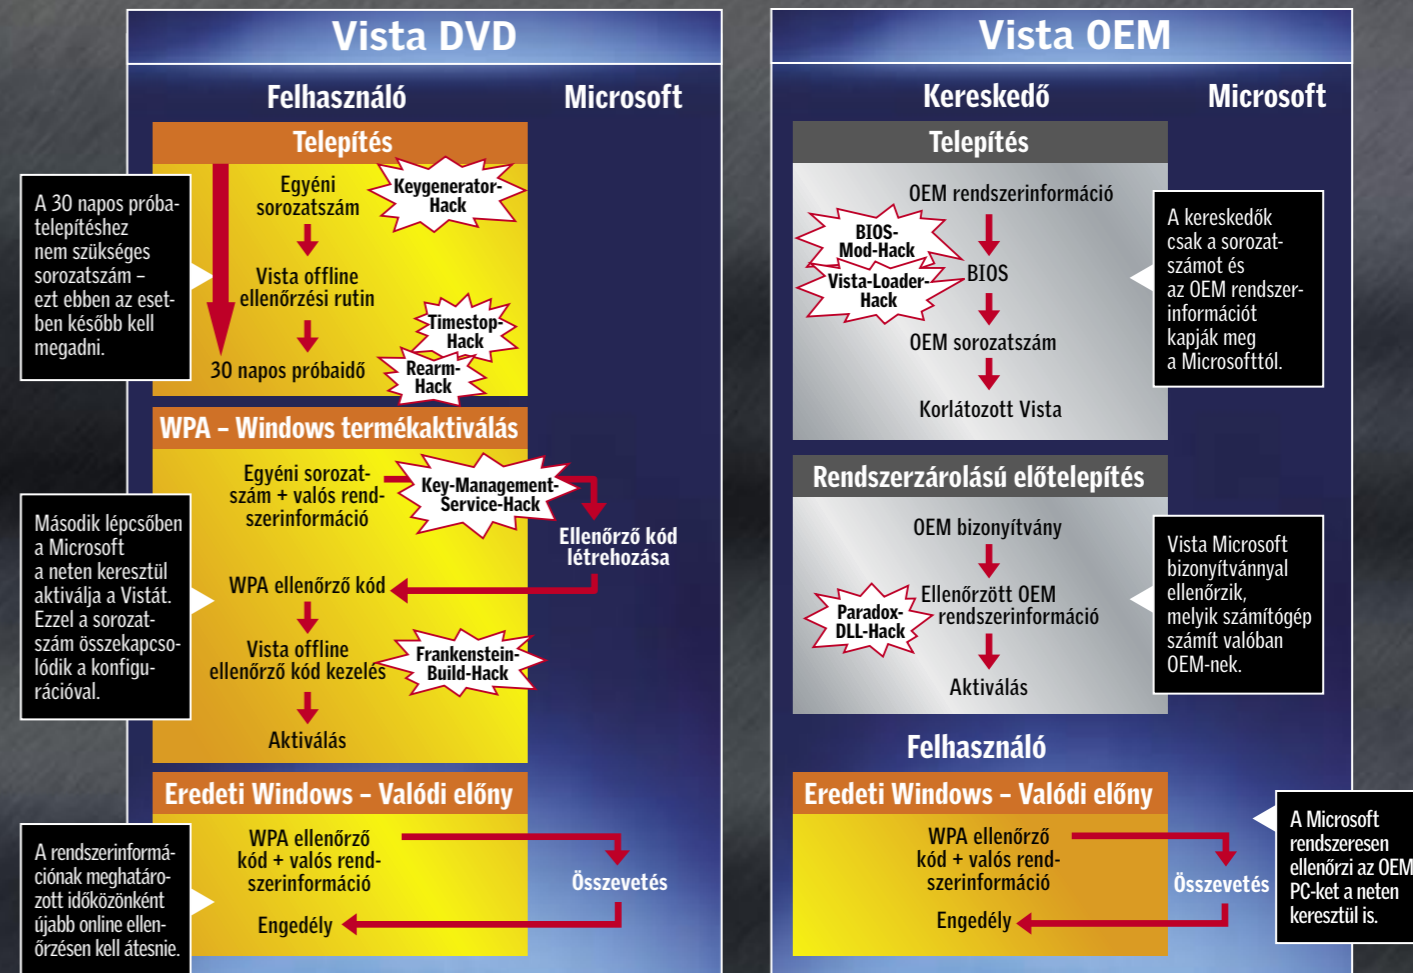 Vista DVD
Felhasználó
Microsoft
Telepítés
Egyéni
sorozatszám
Keygenerator-
Hack
Vista offline
ellenőrzési rutin
Timestop-
Hack
30 napos próbaidő
Rearm-
Hack
A 30 napos próba-
telepítéshez
nem szükséges
sorozatszám –
ezt ebben az eset-
ben később kell
megadni.
WPA – Windows termékaktiválás
Egyéni sorozat-
szám + valós rend-
szerinformáció
Key-Management-
Service-Hack
Ellenőrző kód
létrehozása
WPA ellenőrző kód
Vista offline
ellenőrző kód kezelés
Frankenstein-
Build-Hack
Aktiválás
Második lépcsőben
a Microsoft
a neten keresztül
aktiválja a Vistát.
Ezzel a sorozat-
szám összekapcso-
lódik a konfigu-
rációval.
Eredeti Windows – Valódi előny
WPA ellenőrző
kód + valós rend-
szerinformáció
Összevetés
Engedély
A rendszerinformá-
ciónak meghatáro-
zott időközönként
újabb online ellen-
őrzésen kell átesnie.
Vista OEM
Kereskedő
Microsoft
Telepítés
OEM rendszerinformáció
BIOS-
Mod-Hack
Vista-Loader-
Hack
BIOS
OEM sorozatszám
Korlátozott Vista
A kereskedők
csak a sorozat-
számot és
az OEM rendszer-
információt
kapják meg
a Microsofttól.
Rendszerzárolású előtelepítés
OEM bizonyítvány
Ellenőrzött OEM
rendszerinformáció
Paradox-
DLL-Hack
Aktiválás
Vista Microsoft
bizonyítvánnyal
ellenőrzik,
melyik számítógép
számít valóban
OEM-nek.
Felhasználó
Eredeti Windows – Valódi előny
WPA ellenőrző
kód + valós rend-
szerinformáció
Összevetés
Engedély
A Microsoft
rendszeresen
ellenőrzi az OEM
PC-ket a neten
keresztül is.